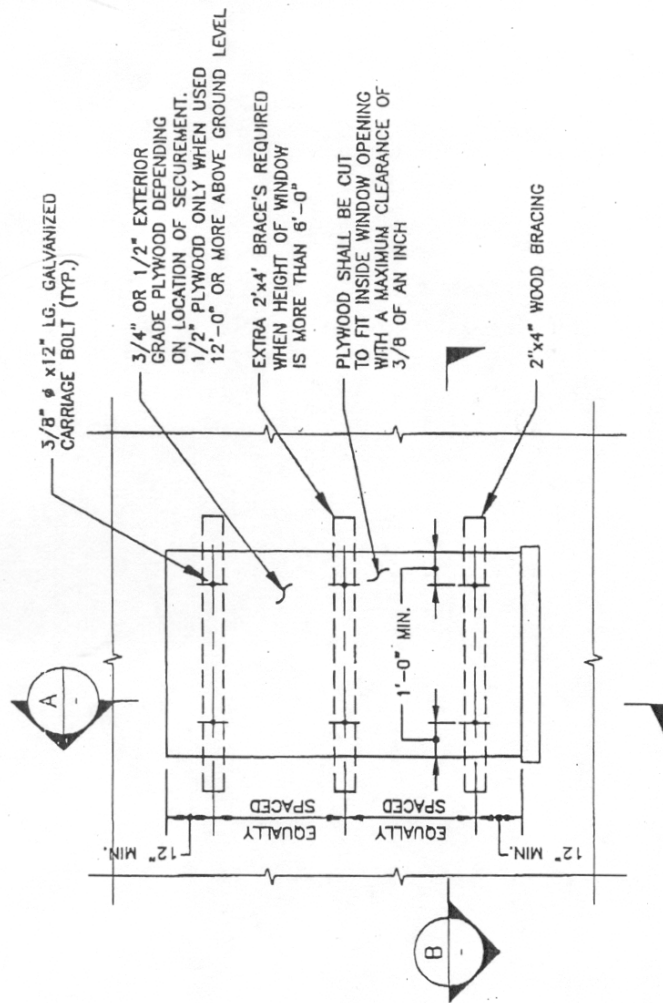 3/8" ø x12" LG. GALVANIZED
CARRIAGE BOLT (TYP.)
3/4" OR 1/2" EXTERIOR
GRADE PLYWOOD DEPENDING
ON LOCATION OF SECUREMENT.
1/2" PLYWOOD ONLY WHEN USED
12'-0" OR MORE ABOVE GROUND LEVEL
EXTRA 2'x4' BRACE'S REQUIRED
WHEN HEIGHT OF WINDOW
IS MORE THAN 6'-0"
PLYWOOD SHALL BE CUT
TO FIT INSIDE WINDOW OPENING
WITH A MAXIMUM CLEARANCE OF
3/8 OF AN INCH
2"x4" WOOD BRACING
A
-
1'-0" MIN.
12" MIN.
EQUALLY
SPACED
EQUALLY
SPACED
12" MIN.
B
-